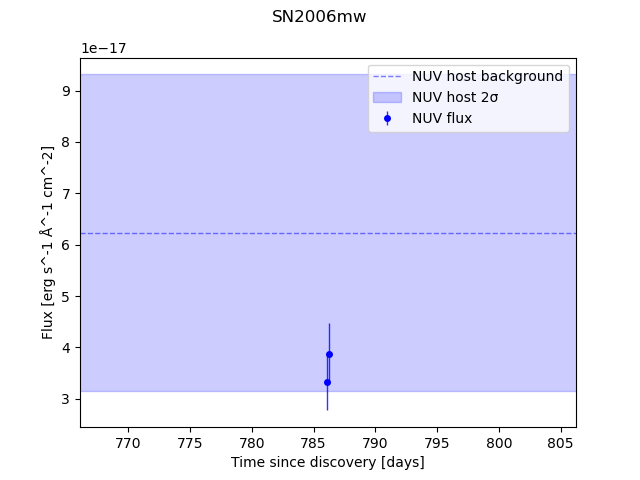 SN2006mw
1e−17
NUV host background
NUV host 2σ
NUV flux
9
8
7
6
5
4
3
Flux [erg s^-1 Å^-1 cm^-2]
770 775 780 785 790 795 800 805
Time since discovery [days]